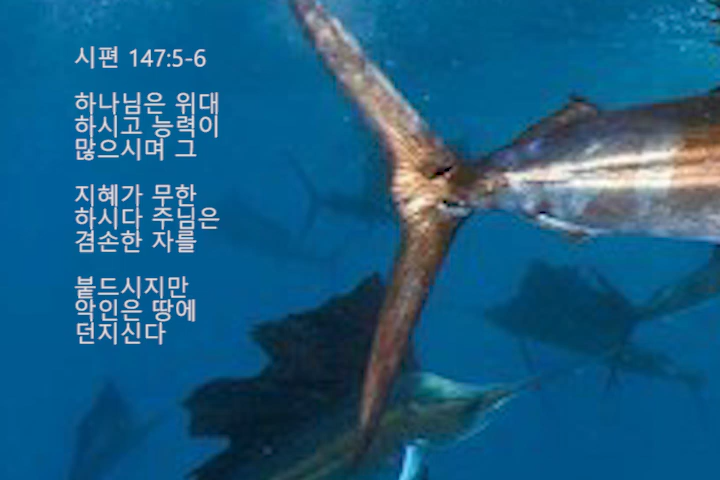 시편 147:5-6
하나님은 위대
하시고 능력이
많으시며 그
지혜가 무한
하시다 주님은
겸손한 자를
붙드시지만
악인은 땅에
던지신다